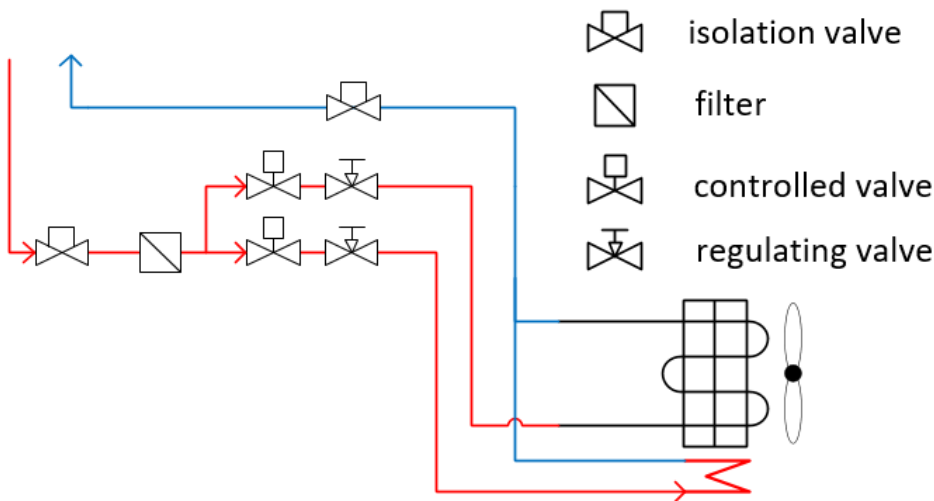 isolation valve
filter
controlled valve
regulating valve